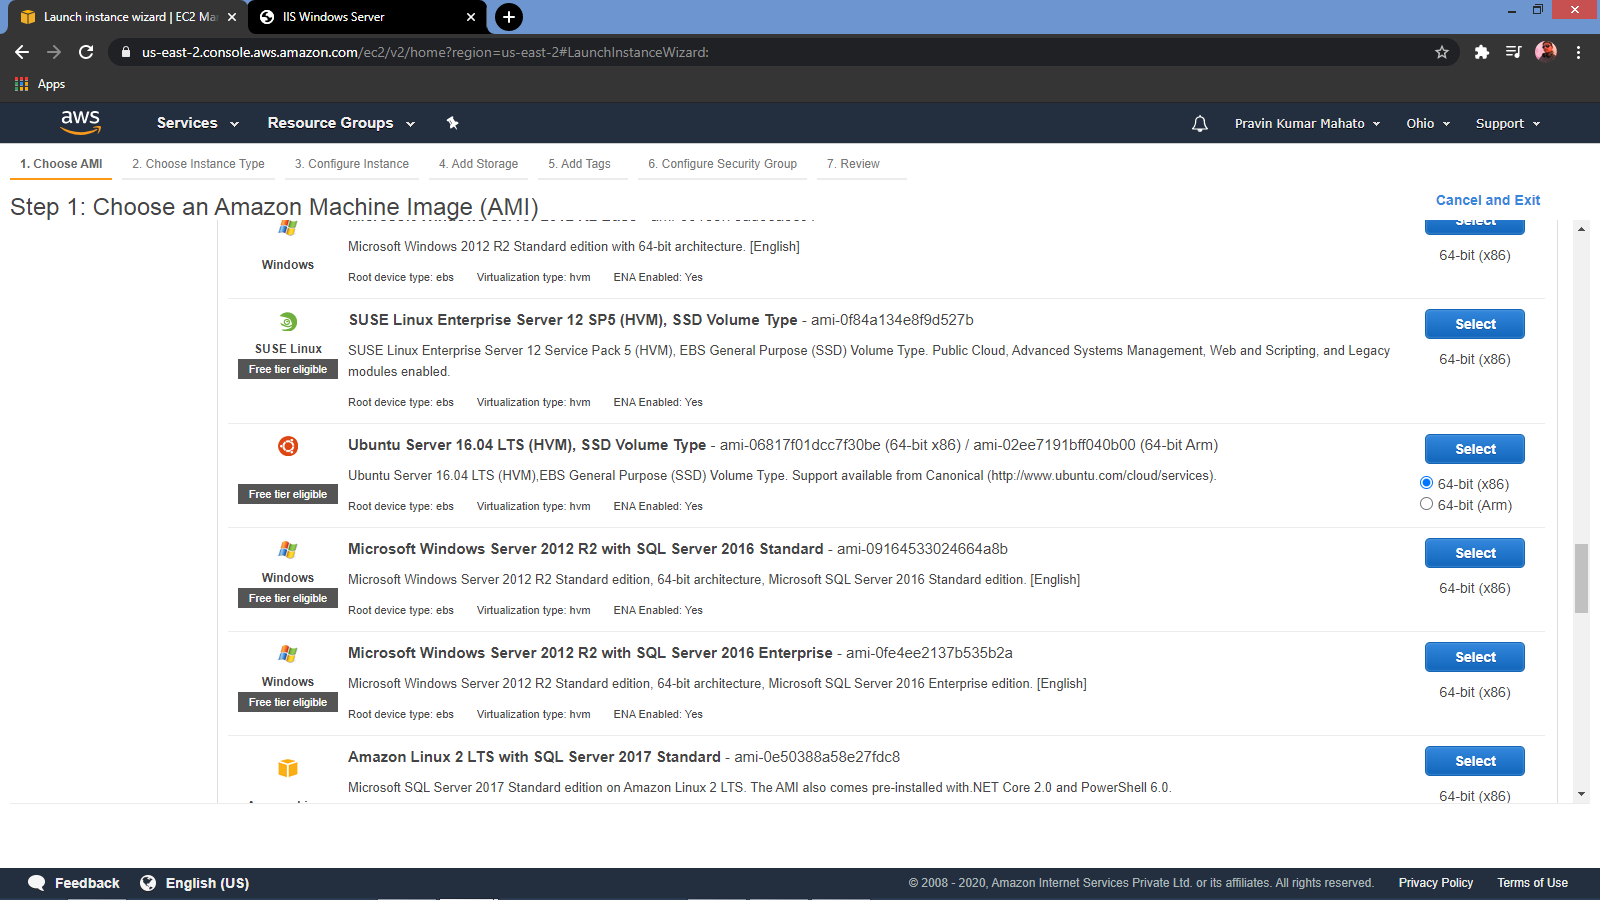 Launch instance wizard | EC2 Ma
IIS Windows Server
us-east-2.console.aws.amazon.com/ec2/v2/home?region=us-east-2#LaunchInstanceWizard:
Apps
aws Services Resource Groups Pravin Kumar Mahato Ohio Support
1. Choose AMI 2. Choose Instance Type 3. Configure Instance 4. Add Storage 5. Add Tags 6. Configure Security Group 7. Review
Step 1: Choose an Amazon Machine Image (AMI) Cancel and Exit
Select
Microsoft Windows 2012 R2 Standard edition with 64-bit architecture. [English]
64-bit (x86)
Windows
Root device type: ebs Virtualization type: hvm ENA Enabled: Yes
SUSE Linux Enterprise Server 12 SP5 (HVM), SSD Volume Type - ami-0f84a134e8f9d527b
Select
SUSE Linux
SUSE Linux Enterprise Server 12 Service Pack 5 (HVM), EBS General Purpose (SSD) Volume Type. Public Cloud, Advanced Systems Management, Web and Scripting, and Legacy
modules enabled.
64-bit (x86)
Free tier eligible
Root device type: ebs Virtualization type: hvm ENA Enabled: Yes
Ubuntu Server 16.04 LTS (HVM), SSD Volume Type - ami-06817f01dcc7f30be (64-bit x86) / ami-02ee7191bff040b00 (64-bit Arm)
Select
Ubuntu Server 16.04 LTS (HVM),EBS General Purpose (SSD) Volume Type. Support available from Canonical (http://www.ubuntu.com/cloud/services).
64-bit (x86)
Free tier eligible
64-bit (Arm)
Root device type: ebs Virtualization type: hvm ENA Enabled: Yes
Microsoft Windows Server 2012 R2 with SQL Server 2016 Standard - ami-09164533024664a8b
Select
Windows
Microsoft Windows Server 2012 R2 Standard edition, 64-bit architecture, Microsoft SQL Server 2016 Standard edition. [English]
64-bit (x86)
Free tier eligible
Root device type: ebs Virtualization type: hvm ENA Enabled: Yes
Microsoft Windows Server 2012 R2 with SQL Server 2016 Enterprise - ami-0fe4ee2137b535b2a
Select
Windows
Microsoft Windows Server 2012 R2 Standard edition, 64-bit architecture, Microsoft SQL Server 2016 Enterprise edition. [English]
64-bit (x86)
Free tier eligible
Root device type: ebs Virtualization type: hvm ENA Enabled: Yes
Amazon Linux 2 LTS with SQL Server 2017 Standard - ami-0e50388a58e27fdc8
Select
Microsoft SQL Server 2017 Standard edition on Amazon Linux 2 LTS. The AMI also comes pre-installed with.NET Core 2.0 and PowerShell 6.0.
64-bit (x86)
Feedback English (US) © 2008 - 2020, Amazon Internet Services Private Ltd. or its affiliates. All rights reserved. Privacy Policy Terms of Use